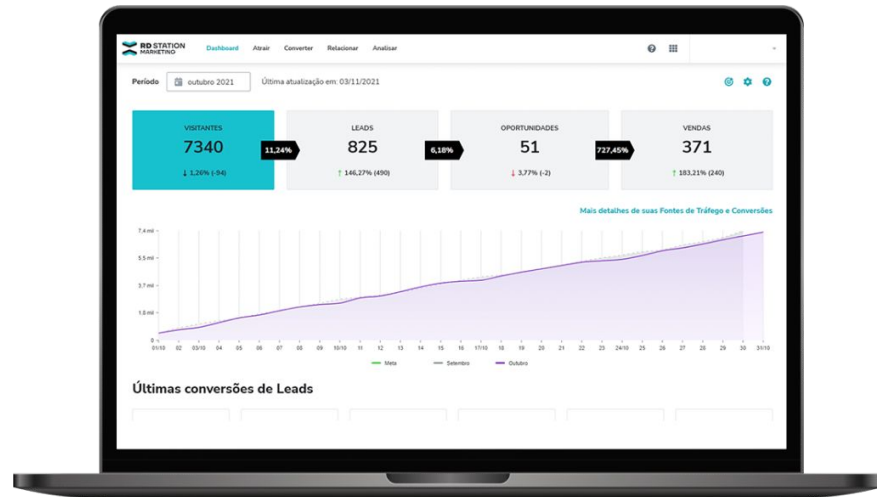 RD STATION
MARKETING
Dashboard Atrair Converter Relacionar Analisar
Período outubro 2021 Última atualização em: 03/11/2021
VISITANTES
7340
↓ 1,26% (-94)
11,24%
LEADS
825
↑ 146,27% (490)
6,18%
OPORTUNIDADES
51
↓ 3,77% (-2)
727,45%
VENDAS
371
↑ 183,21% (240)
Mais detalhes de suas Fontes de Tráfego e Conversões
7,4 mil
5,5 mil
3,7 mil
1,8 mil
0
01/10 02 03/10 04 05 06 07 08 09 10/10 11 12 13 14 15 16 17/10 18 19 20 21 22 23 24/10 25 26 27 28 29 30 31/10
Meta Setembro Outubro
Últimas conversões de Leads